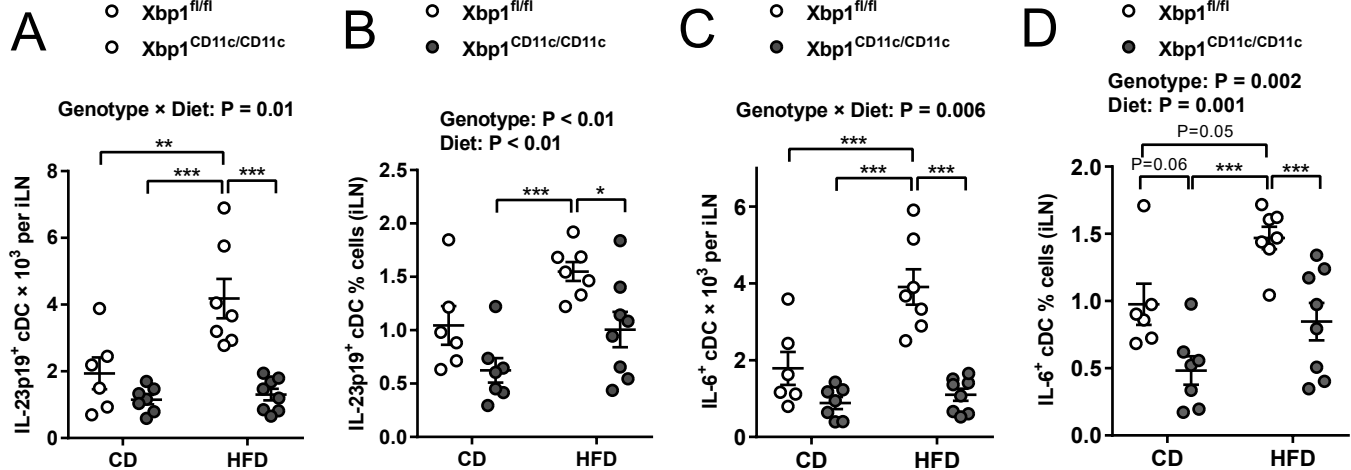 A
Xbp1fl/fl
Xbp1CD11c/CD11c
Genotype × Diet: P = 0.01
**
***
***
IL-23p19+ cDC × 10³ per iLN
8
6
4
2
0
CD
HFD
B
Xbp1fl/fl
Xbp1CD11c/CD11c
Genotype: P < 0.01
Diet: P < 0.01
***
*
IL-23p19+ cDC % cells (iLN)
2.5
2.0
1.5
1.0
0.5
0.0
CD
HFD
C
Xbp1fl/fl
Xbp1CD11c/CD11c
Genotype × Diet: P = 0.006
***
***
***
IL-6+ cDC × 10³ per iLN
6
4
2
0
CD
HFD
D
Xbp1fl/fl
Xbp1CD11c/CD11c
Genotype: P = 0.002
Diet: P = 0.001
P=0.05
P=0.06
***
***
IL-6+ cDC % cells (iLN)
2.0
1.5
1.0
0.5
0.0
CD
HFD